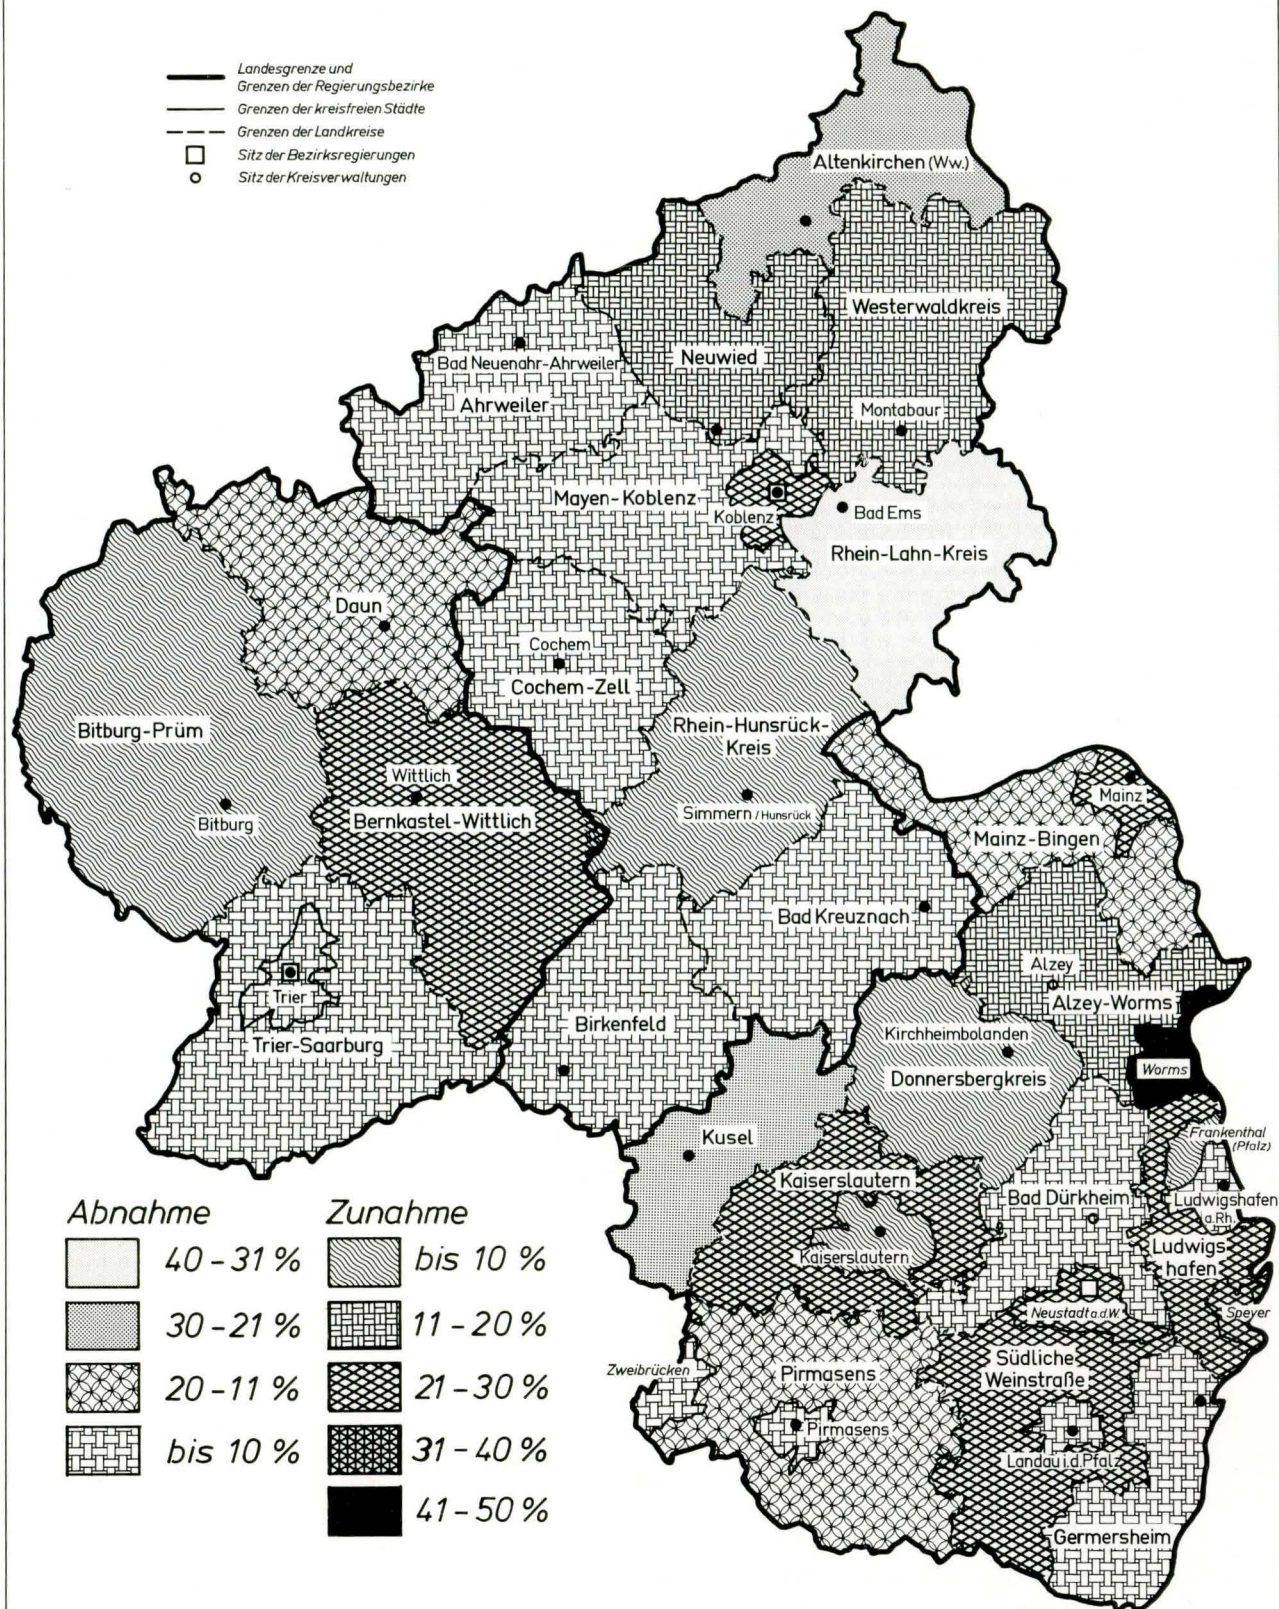 Landesgrenze und
Grenzen der Regierungsbezirke
Grenzen der kreisfreien Städte
Grenzen der Landkreise
Sitz der Bezirksregierungen
Sitz der Kreisverwaltungen
Altenkirchen (Ww.)
Westerwaldkreis
Neuwied
Bad Neuenahr-Ahrweiler
Ahrweiler
Montabaur
Mayen-Koblenz
Koblenz
Bad Ems
Rhein-Lahn-Kreis
Daun
Cochem
Cochem-Zell
Bitburg-Prüm
Rhein-Hunsrück-
Kreis
Wittlich
Bernkastel-Wittlich
Bitburg
Simmern / Hunsrück
Mainz
Mainz-Bingen
Bad Kreuznach
Alzey
Alzey-Worms
Trier
Trier-Saarburg
Birkenfeld
Kirchheimbolanden
Donnersbergkreis
Worms
Kusel
Frankenthal
(Pfalz)
Kaiserslautern
Bad Dürkheim
Ludwigshafen
a.Rh.
Kaiserslautern
Ludwigs
hafen
Neustadt a.d.W.
Speyer
Zweibrücken
Pirmasens
Südliche
Weinstraße
Pirmasens
Landau i.d.Pfalz
Germersheim
Abnahme
40-31 %
30-21 %
20-11 %
bis 10 %
Zunahme
bis 10 %
11-20 %
21-30 %
31-40 %
41-50 %